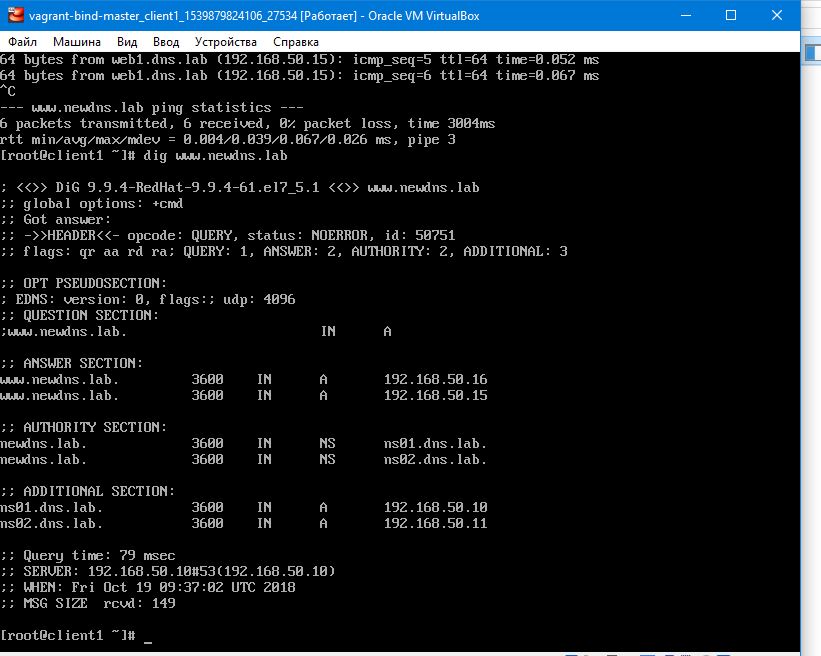 vagrant-bind-master_client1_1539879824106_27534 [Работает] - Oracle VM VirtualBox
Файл Машина Вид Ввод Устройства Справка
64 bytes from web1.dns.lab (192.168.50.15): icmp_seq=5 ttl=64 time=0.052 ms
64 bytes from web1.dns.lab (192.168.50.15): icmp_seq=6 ttl=64 time=0.067 ms
^C
--- www.newdns.lab ping statistics ---
6 packets transmitted, 6 received, 0% packet loss, time 3004ms
rtt min/avg/max/mdev = 0.004/0.039/0.067/0.026 ms, pipe 3
[root@client1 ~]# dig www.newdns.lab
; <<>> DiG 9.9.4-RedHat-9.9.4-61.el7_5.1 <<>> www.newdns.lab
;; global options: +cmd
;; Got answer:
;; ->>HEADER<<- opcode: QUERY, status: NOERROR, id: 50751
;; flags: qr aa rd ra; QUERY: 1, ANSWER: 2, AUTHORITY: 2, ADDITIONAL: 3
;; OPT PSEUDOSECTION:
; EDNS: version: 0, flags:; udp: 4096
;; QUESTION SECTION:
;www.newdns.lab. IN A
;; ANSWER SECTION:
www.newdns.lab. 3600 IN A 192.168.50.16
www.newdns.lab. 3600 IN A 192.168.50.15
;; AUTHORITY SECTION:
newdns.lab. 3600 IN NS ns01.dns.lab.
newdns.lab. 3600 IN NS ns02.dns.lab.
;; ADDITIONAL SECTION:
ns01.dns.lab. 3600 IN A 192.168.50.10
ns02.dns.lab. 3600 IN A 192.168.50.11
;; Query time: 79 msec
;; SERVER: 192.168.50.10#53(192.168.50.10)
;; WHEN: Fri Oct 19 09:37:02 UTC 2018
;; MSG SIZE rcvd: 149
[root@client1 ~]# _